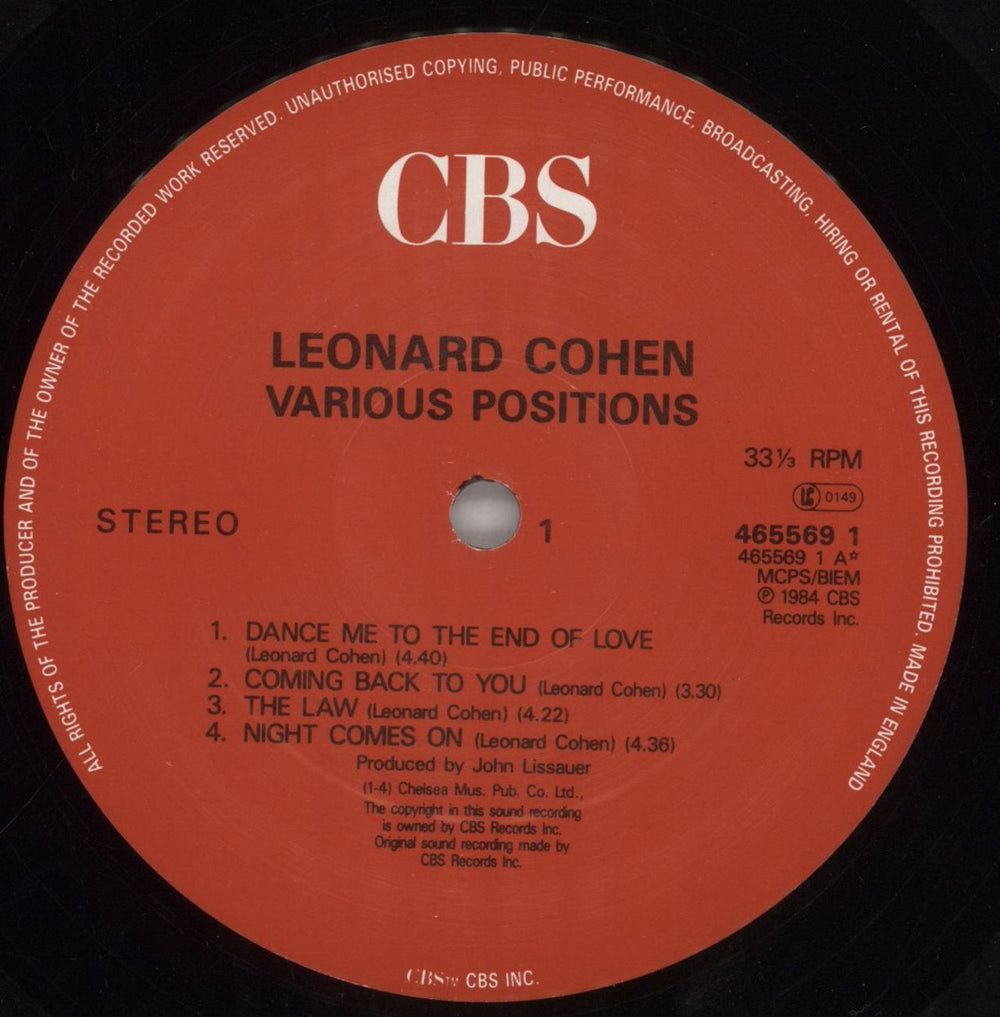 ALL RIGHTS OF THE PRODUCER AND OF THE OWNER OF THE RECORDED WORK RESERVED. UNAUTHORISED COPYING, PUBLIC PERFORMANCE, BROADCASTING, HIRING OR RENTAL OF THIS RECORDING PROHIBITED. MADE IN ENGLAND
CBS
LEONARD COHEN
VARIOUS POSITIONS
33⅓ RPM
LC 0149
STEREO
1
465569 1
465569 1 A☆
MCPS/BIEM
℗ 1984 CBS
Records Inc.
1. DANCE ME TO THE END OF LOVE
(Leonard Cohen) (4.40)
2. COMING BACK TO YOU (Leonard Cohen) (3.30)
3. THE LAW (Leonard Cohen) (4.22)
4. NIGHT COMES ON (Leonard Cohen) (4.36)
Produced by John Lissauer
(1-4) Chelsea Mus. Pub. Co. Ltd.,
The copyright in this sound recording
is owned by CBS Records Inc.
Original sound recording made by
CBS Records Inc.
CBS™ CBS INC.